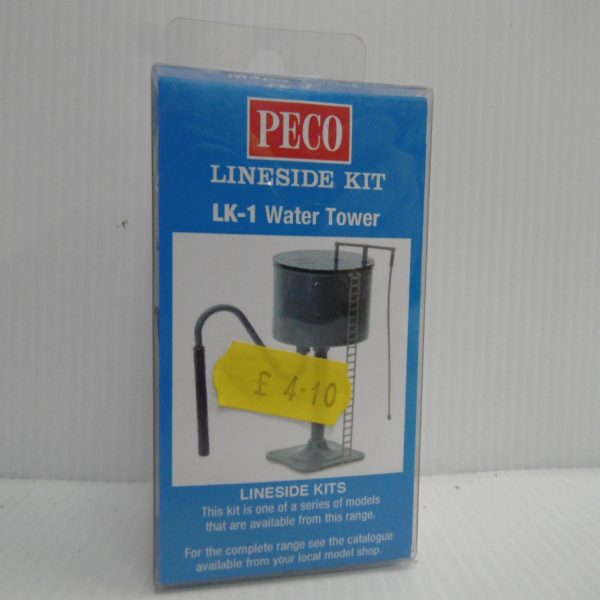 PECO
LINESIDE KIT
LK-1 Water Tower
£ 4·10
LINESIDE KITS
This kit is one of a series of models
that are available from this range.
For the complete range see the catalogue
available from your local model shop.